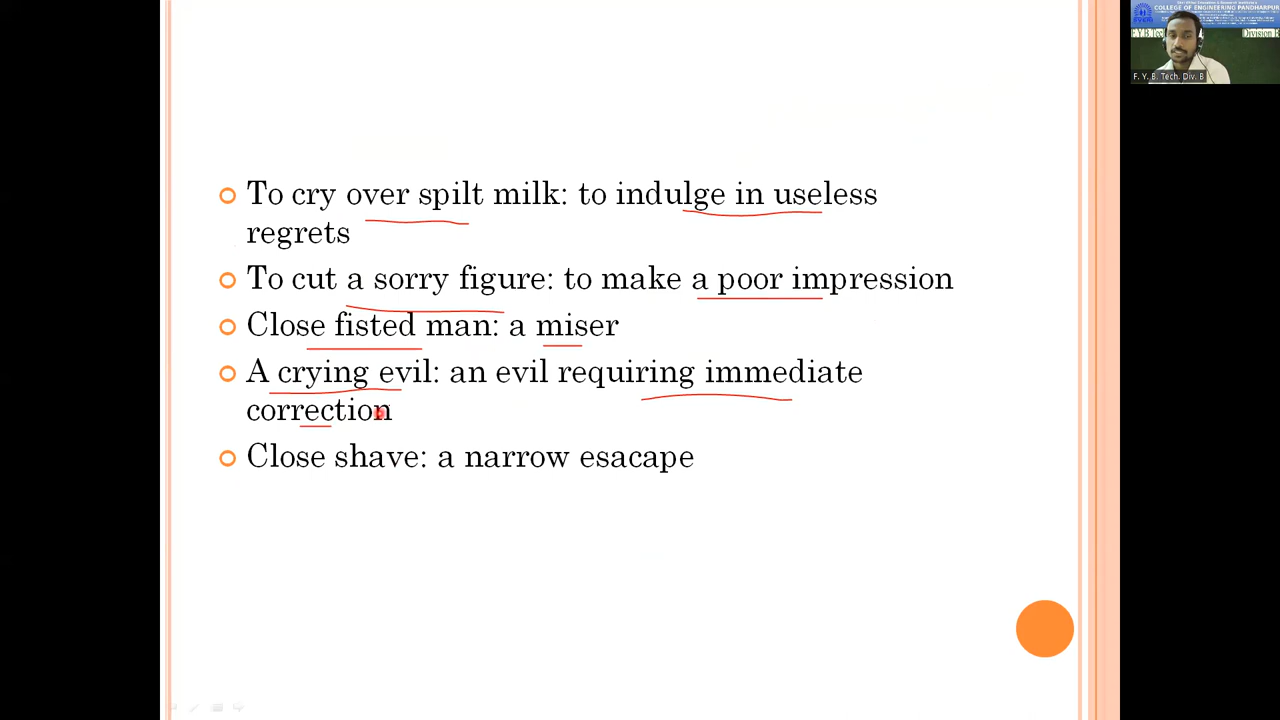 COLLEGE OF ENGINEERING PANDHARPUR
F.Y.B.Tec
Division B
F. Y. B. Tech. Div. B
To cry over spilt milk: to indulge in useless
regrets
To cut a sorry figure: to make a poor impression
Close fisted man: a miser
A crying evil: an evil requiring immediate
correction
Close shave: a narrow esacape